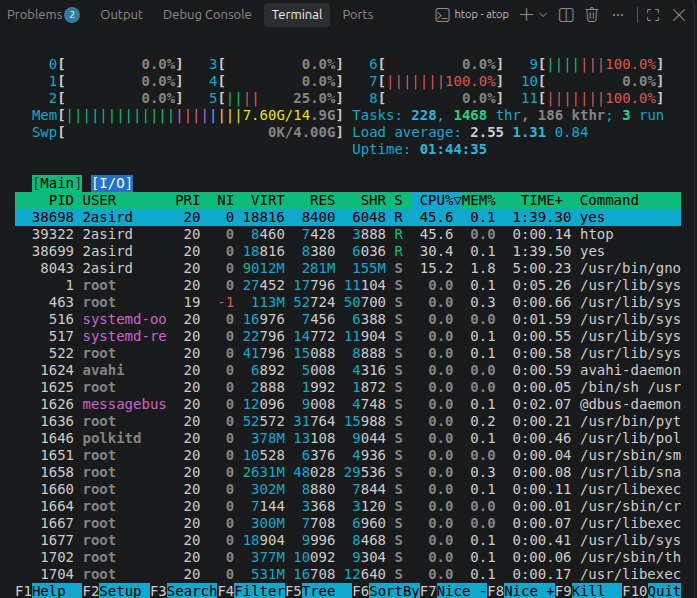 Problems 2 Output Debug Console Terminal Ports htop - atop
0[ 0.0%] 3[ 0.0%] 6[ 0.0%] 9[|||||||100.0%]
1[ 0.0%] 4[ 0.0%] 7[|||||||100.0%] 10[ 0.0%]
2[ 0.0%] 5[|||| 25.0%] 8[ 0.0%] 11[|||||||100.0%]
Mem[|||||||||||||||||||||7.60G/14.9G] Tasks: 228, 1468 thr, 186 kthr; 3 run
Swp[ 0K/4.00G] Load average: 2.55 1.31 0.84
Uptime: 01:44:35
[Main] [I/O]
PID USER PRI NI VIRT RES SHR S CPU%▽MEM% TIME+ Command
38698 2asird 20 0 18816 8400 6048 R 45.6 0.1 1:39.30 yes
39322 2asird 20 0 8460 7428 3888 R 45.6 0.0 0:00.14 htop
38699 2asird 20 0 18816 8380 6036 R 30.4 0.1 1:39.50 yes
8043 2asird 20 0 9012M 281M 155M S 15.2 1.8 5:00.23 /usr/bin/gno
1 root 20 0 27452 17796 11104 S 0.0 0.1 0:05.26 /usr/lib/sys
463 root 19 -1 113M 52724 50700 S 0.0 0.3 0:00.66 /usr/lib/sys
516 systemd-oo 20 0 16976 7456 6388 S 0.0 0.0 0:01.59 /usr/lib/sys
517 systemd-re 20 0 22796 14772 11904 S 0.0 0.1 0:00.55 /usr/lib/sys
522 root 20 0 41796 15088 8888 S 0.0 0.1 0:00.58 /usr/lib/sys
1624 avahi 20 0 6892 5008 4316 S 0.0 0.0 0:00.59 avahi-daemon
1625 root 20 0 2888 1992 1872 S 0.0 0.0 0:00.05 /bin/sh /usr
1626 messagebus 20 0 12096 9008 4748 S 0.0 0.1 0:02.07 @dbus-daemon
1636 root 20 0 52572 31764 15988 S 0.0 0.2 0:00.21 /usr/bin/pyt
1646 polkitd 20 0 378M 13108 9044 S 0.0 0.1 0:00.46 /usr/lib/pol
1651 root 20 0 10528 6376 4936 S 0.0 0.0 0:00.04 /usr/sbin/sm
1658 root 20 0 2631M 48028 29536 S 0.0 0.3 0:00.08 /usr/lib/sna
1660 root 20 0 302M 8880 7844 S 0.0 0.1 0:00.11 /usr/libexec
1664 root 20 0 7144 3368 3120 S 0.0 0.0 0:00.01 /usr/sbin/cr
1667 root 20 0 300M 7708 6960 S 0.0 0.0 0:00.07 /usr/libexec
1677 root 20 0 18904 9996 8468 S 0.0 0.1 0:00.41 /usr/lib/sys
1702 root 20 0 377M 10092 9304 S 0.0 0.1 0:00.06 /usr/sbin/th
1704 root 20 0 531M 16708 12640 S 0.0 0.1 0:00.17 /usr/libexec
F1Help F2Setup F3SearchF4FilterF5Tree F6SortByF7Nice -F8Nice +F9Kill F10Quit